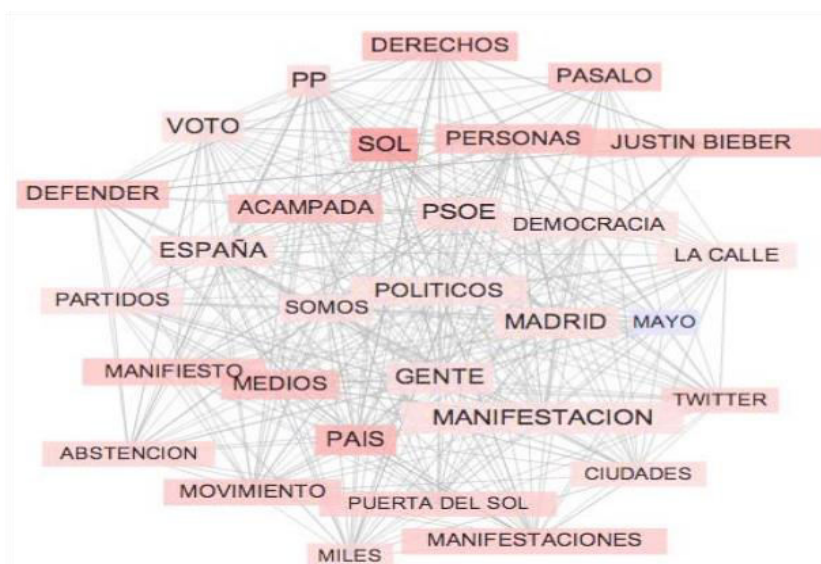 DERECHOS
PP
PASALO
VOTO
SOL
PERSONAS
JUSTIN BIEBER
DEFENDER
ACAMPADA
PSOE
DEMOCRACIA
ESPAÑA
LA CALLE
PARTIDOS
SOMOS
POLITICOS
MADRID
MAYO
MANIFIESTO
MEDIOS
GENTE
TWITTER
MANIFESTACION
PAIS
ABSTENCION
CIUDADES
MOVIMIENTO
PUERTA DEL SOL
MILES
MANIFESTACIONES